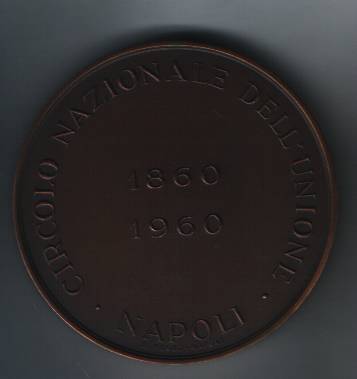 CIRCOLO NAZIONALE DELL'UNIONE
1860
1960
· NAPOLI ·